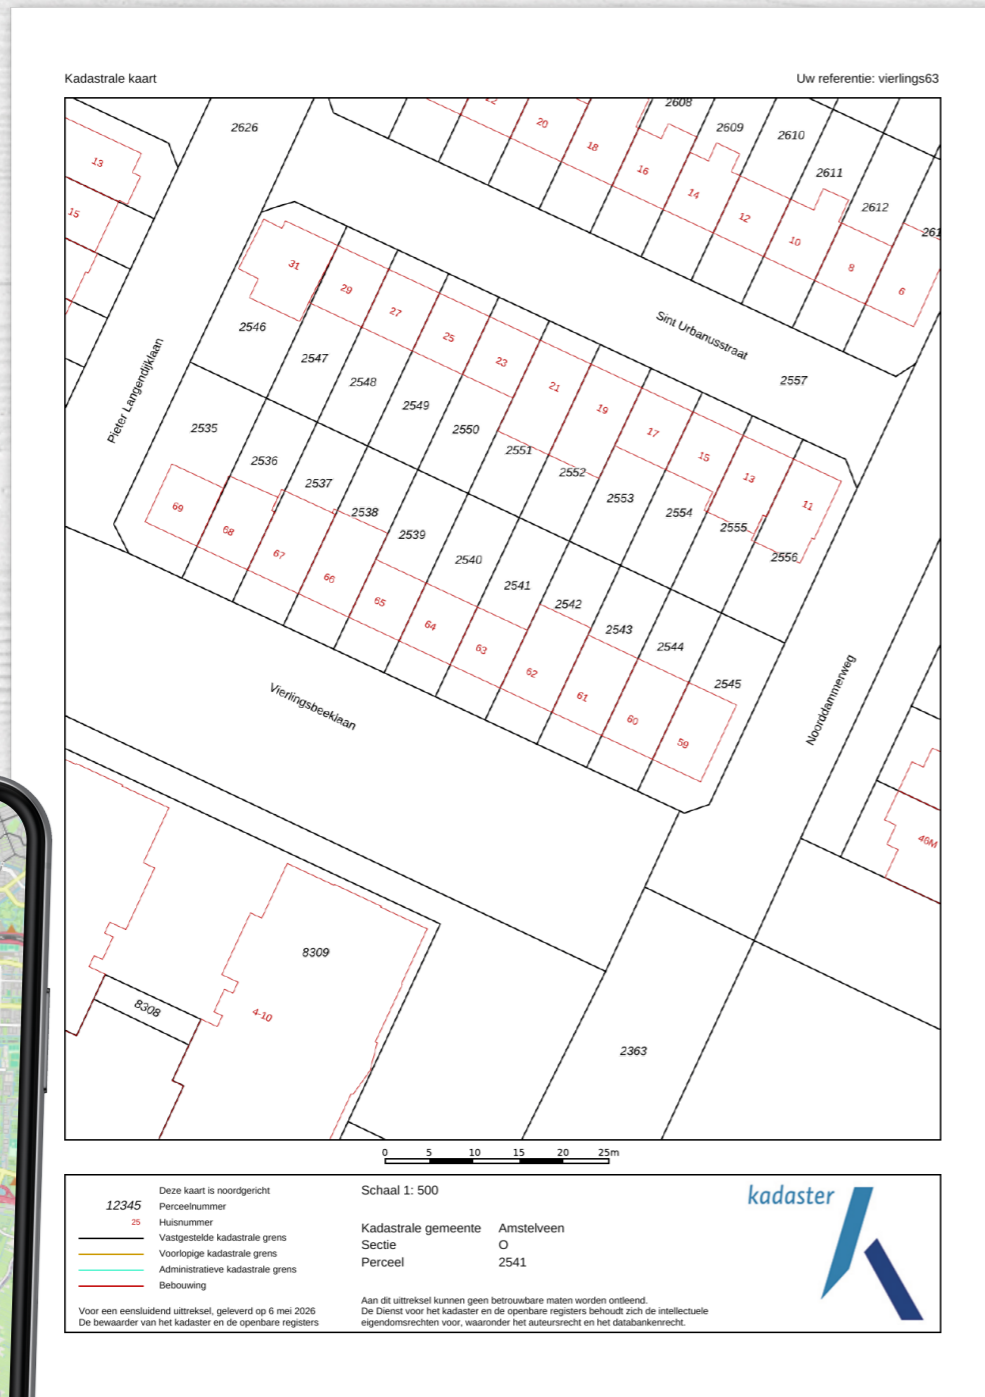 Kadastrale kaart
Uw referentie: vierlings63
2608
2626
20
2609
2610
18
13
16
2611
14
2612
15
12
10
31
8
29
6
27
Sint Urbanusstraat
2546
25
2547
23
2557
2548
21
Pieter Langendijklaan
2549
19
2535
2550
17
2551
15
2536
2552
13
2537
2553
11
69
2538
2554
68
2539
2555
67
2540
2556
66
2541
65
2542
64
2543
63
2544
62
2545
61
Noorddammerweg
Vierlingsbeeklaan
60
59
46M
8309
8308
4-10
2363
0 5 10 15 20 25m
Deze kaart is noordgericht
12345 Perceelnummer
25 Huisnummer
Vastgestelde kadastrale grens
Voorlopige kadastrale grens
Administratieve kadastrale grens
Bebouwing
Voor een eensluidend uittreksel, geleverd op 6 mei 2026
De bewaarder van het kadaster en de openbare registers
Schaal 1: 500
Kadastrale gemeente Amstelveen
Sectie O
Perceel 2541
Aan dit uittreksel kunnen geen betrouwbare maten worden ontleend.
De Dienst voor het kadaster en de openbare registers behoudt zich de intellectuele
eigendomsrechten voor, waaronder het auteursrecht en het databankenrecht.
kadaster